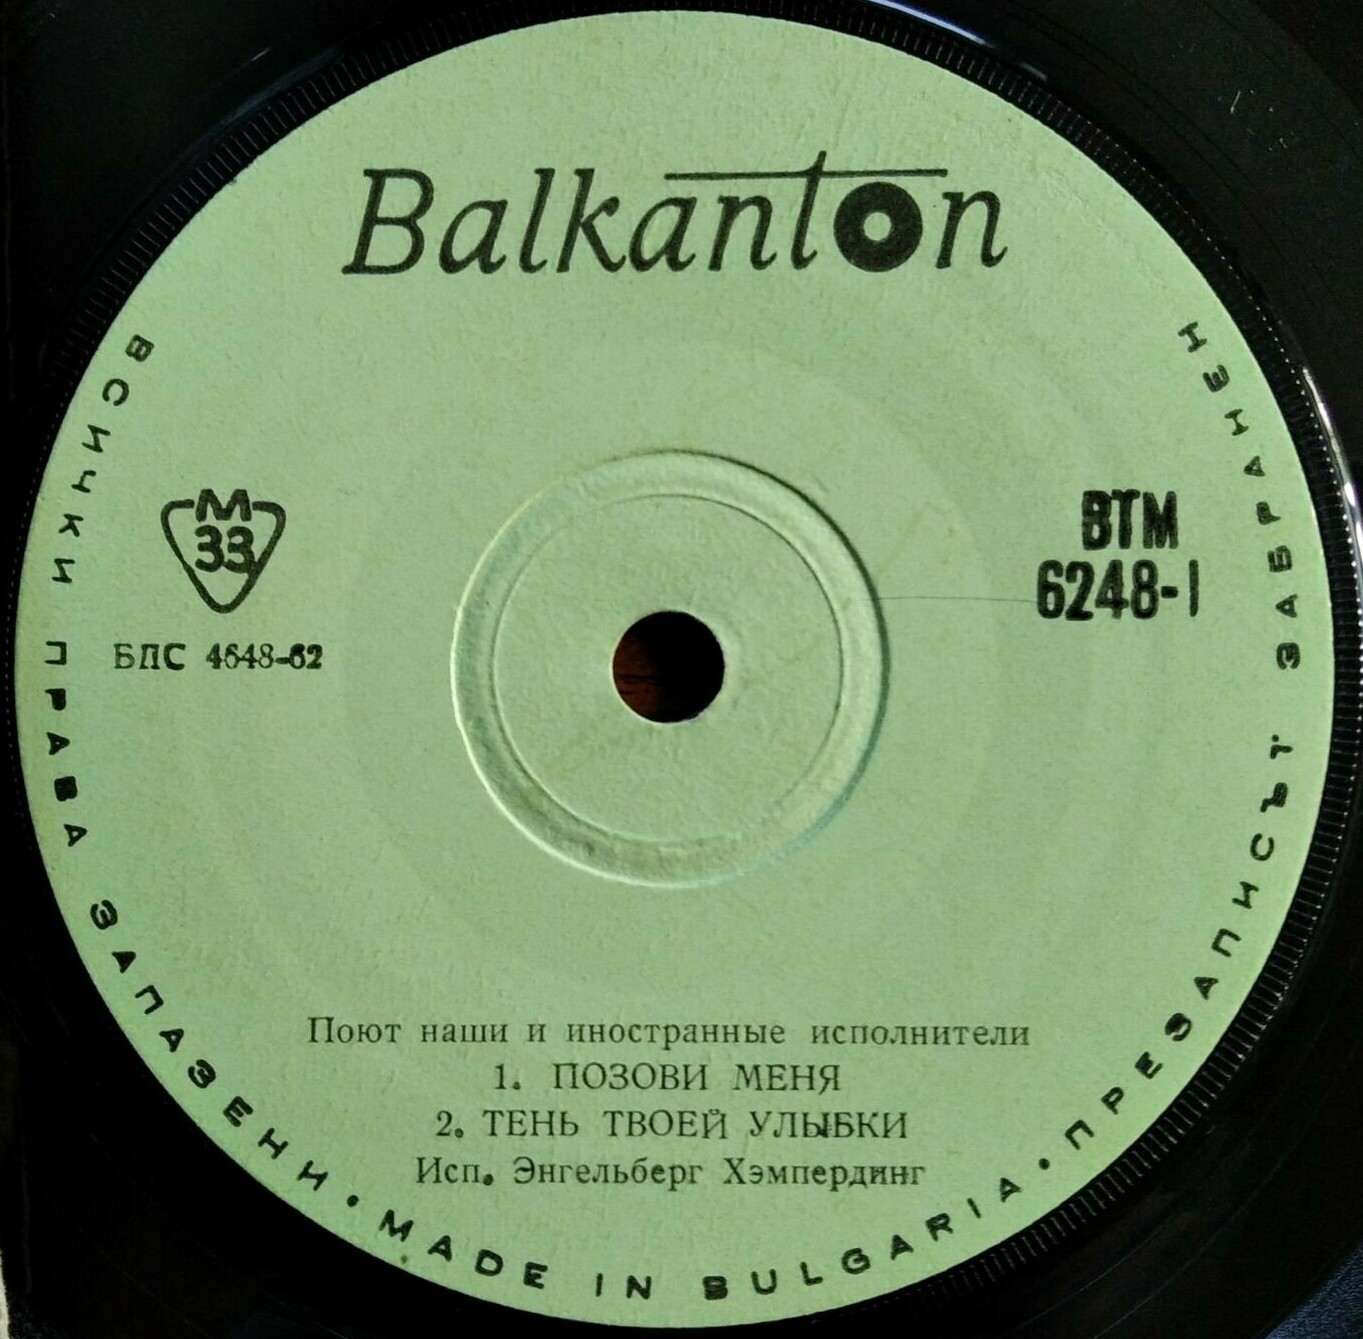 Balkanton
ВСИЧКИ ПРАВА ЗАПАЗЕНИ • MADE IN BULGARIA • ПРЕЗАПИСЪТ ЗАБРАНЕН
М
33
БПС 4648-62
ВТМ
6248-I
Поют наши и иностранные исполнители
1. ПОЗОВИ МЕНЯ
2. ТЕНЬ ТВОЕЙ УЛЫБКИ
Исп. Энгельберг Хэмпердинг